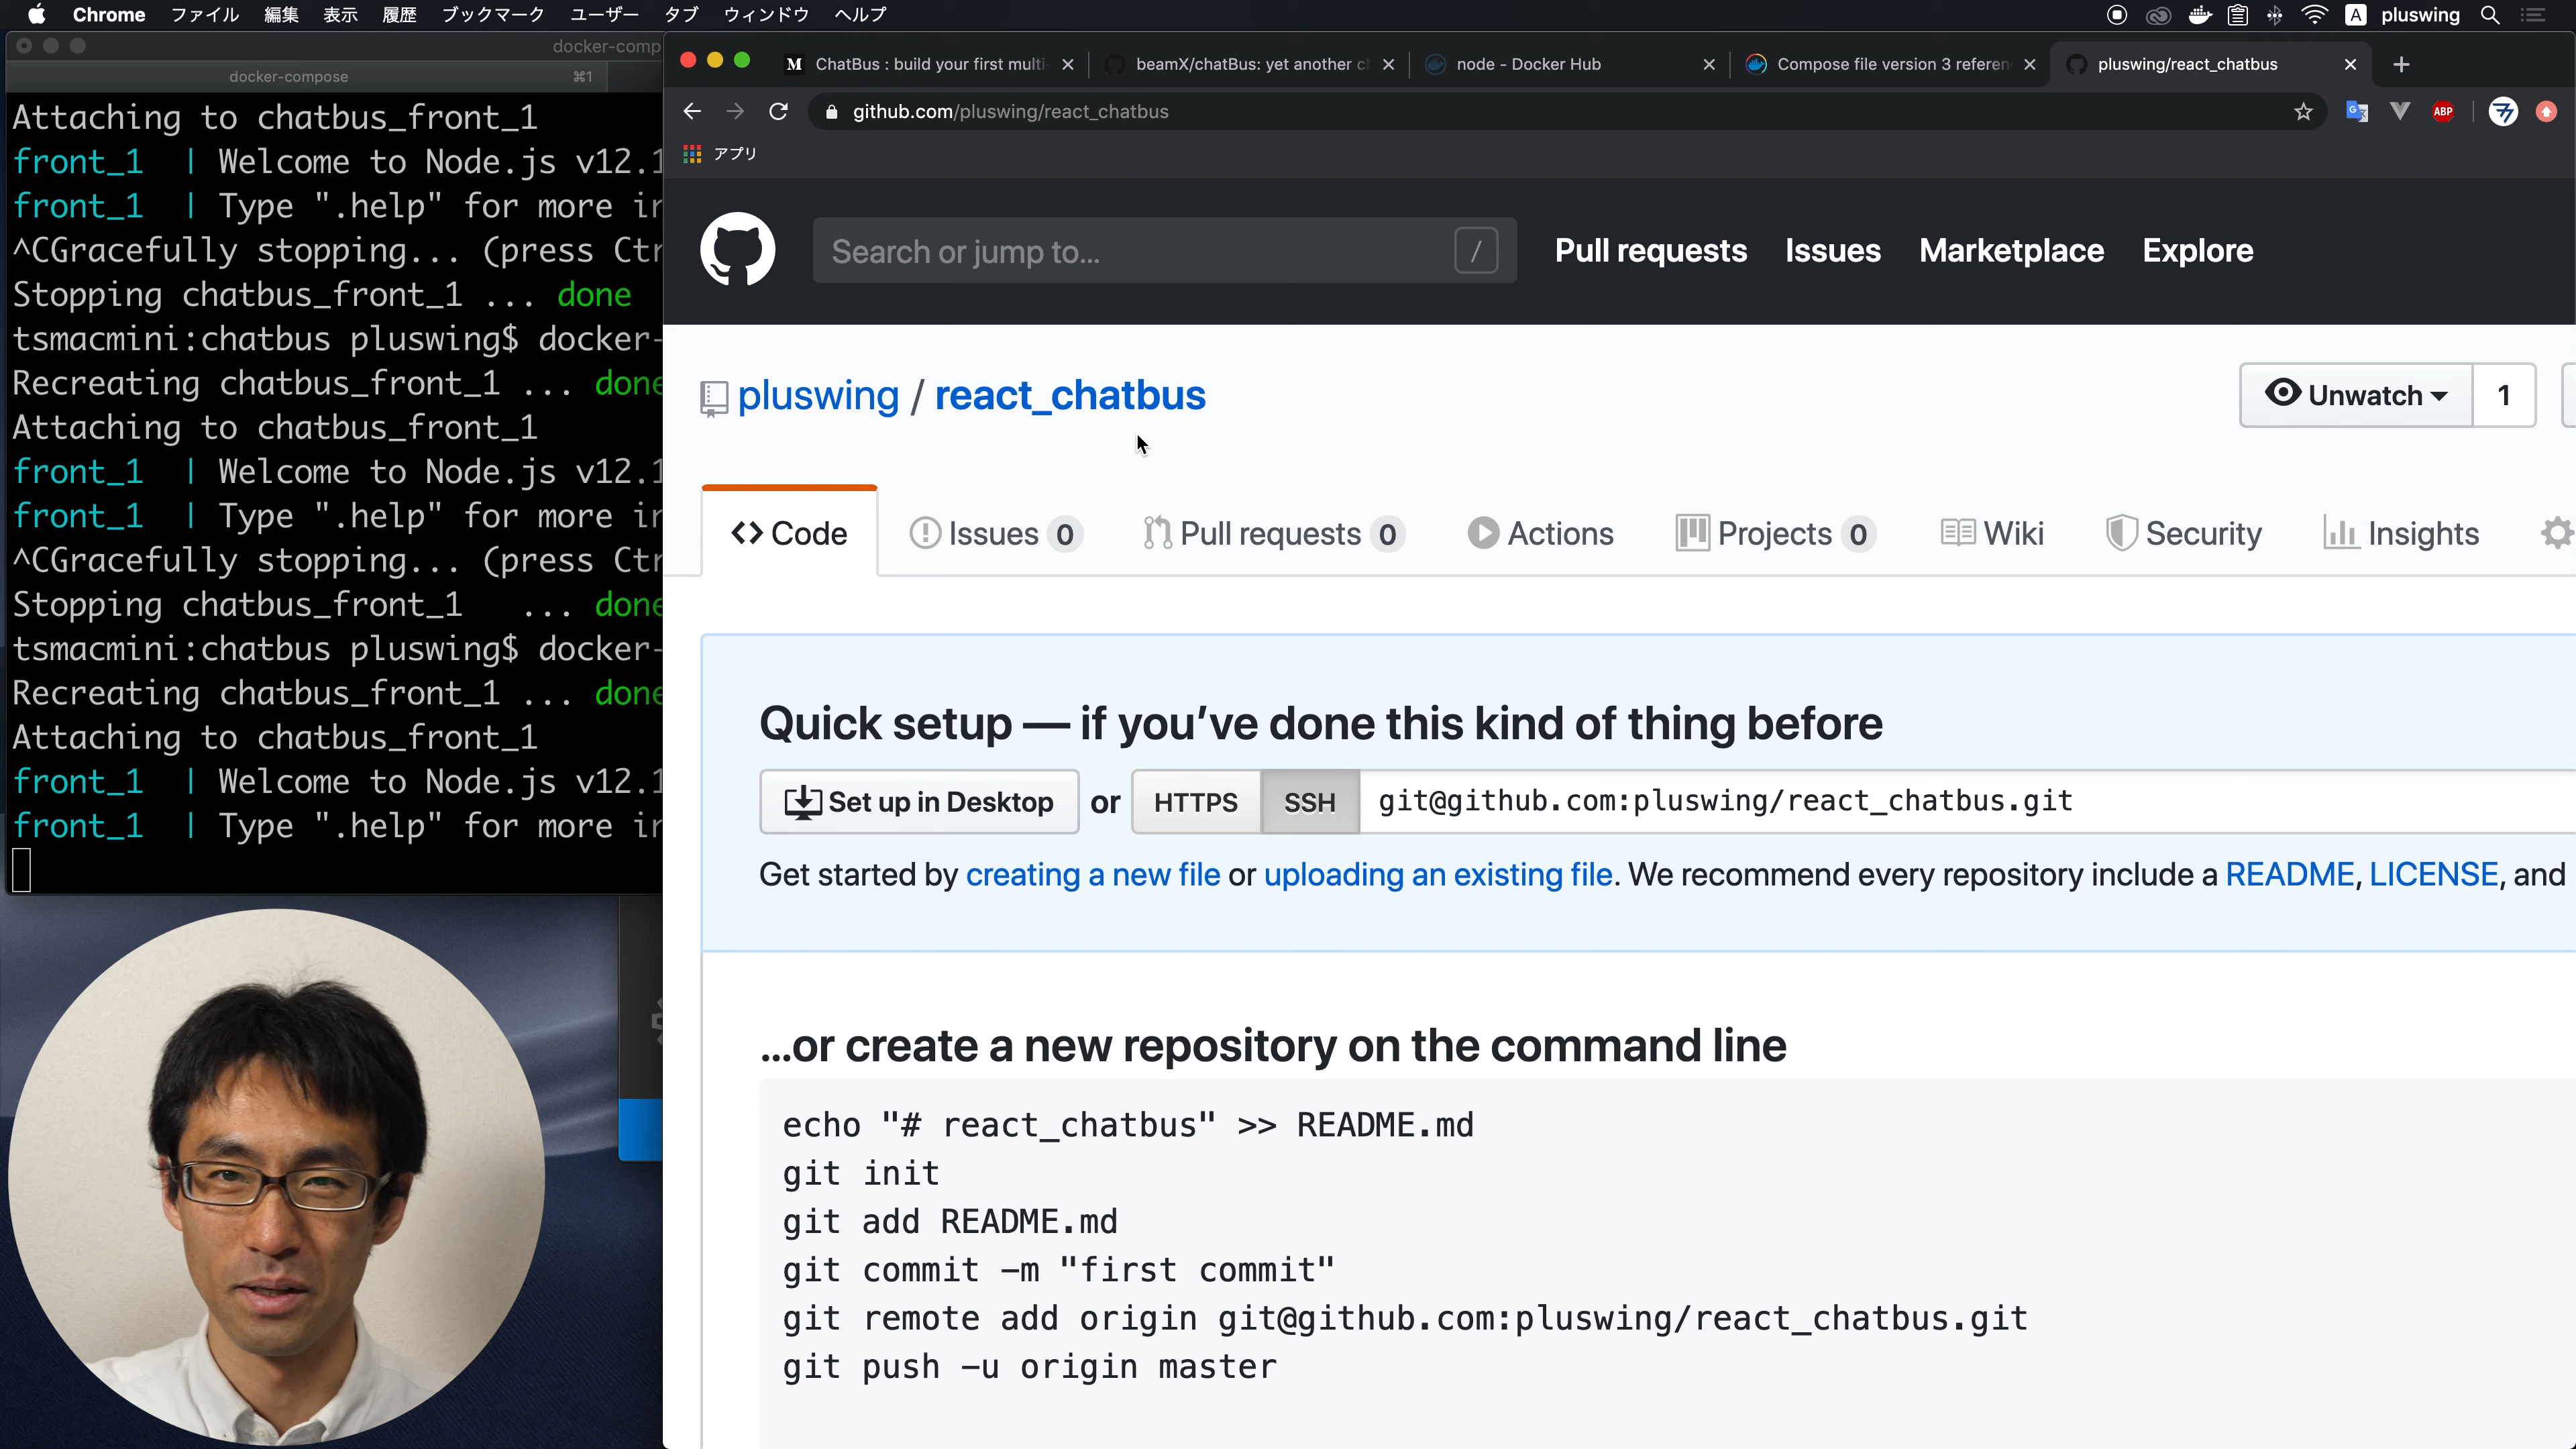 Chrome ファイル 編集 表示 履歴 ブックマーク ユーザー タブ ウィンドウ ヘルプ A pluswing
docker-comp
docker-compose ⌘1
Attaching to chatbus_front_1
front_1 | Welcome to Node.js v12.1
front_1 | Type ".help" for more in
^CGracefully stopping... (press Ctr
Stopping chatbus_front_1 ... done
tsmacmini:chatbus pluswing$ docker-
Recreating chatbus_front_1 ... done
Attaching to chatbus_front_1
front_1 | Welcome to Node.js v12.1
front_1 | Type ".help" for more in
^CGracefully stopping... (press Ctr
Stopping chatbus_front_1 ... done
tsmacmini:chatbus pluswing$ docker-
Recreating chatbus_front_1 ... done
Attaching to chatbus_front_1
front_1 | Welcome to Node.js v12.1
front_1 | Type ".help" for more in
M ChatBus : build your first multi- beamX/chatBus: yet another c node - Docker Hub Compose file version 3 referen pluswing/react_chatbus
github.com/pluswing/react_chatbus ABP
アプリ
Search or jump to... / Pull requests Issues Marketplace Explore
pluswing / react_chatbus Unwatch 1
Code Issues 0 Pull requests 0 Actions Projects 0 Wiki Security Insights
Quick setup — if you’ve done this kind of thing before
Set up in Desktop or HTTPS SSH git@github.com:pluswing/react_chatbus.git
Get started by creating a new file or uploading an existing file. We recommend every repository include a README, LICENSE, and
…or create a new repository on the command line
echo "# react_chatbus" >> README.md
git init
git add README.md
git commit -m "first commit"
git remote add origin git@github.com:pluswing/react_chatbus.git
git push -u origin master